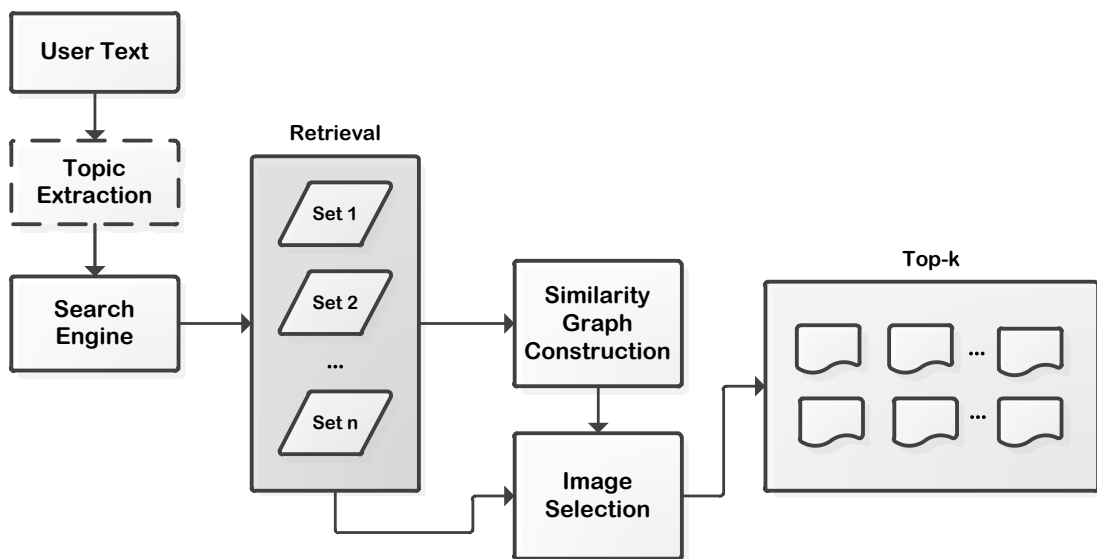 User Text
Topic
Extraction
Search
Engine
Retrieval
Set 1
Set 2
...
Set n
Similarity
Graph
Construction
Image
Selection
Top-k
...
...